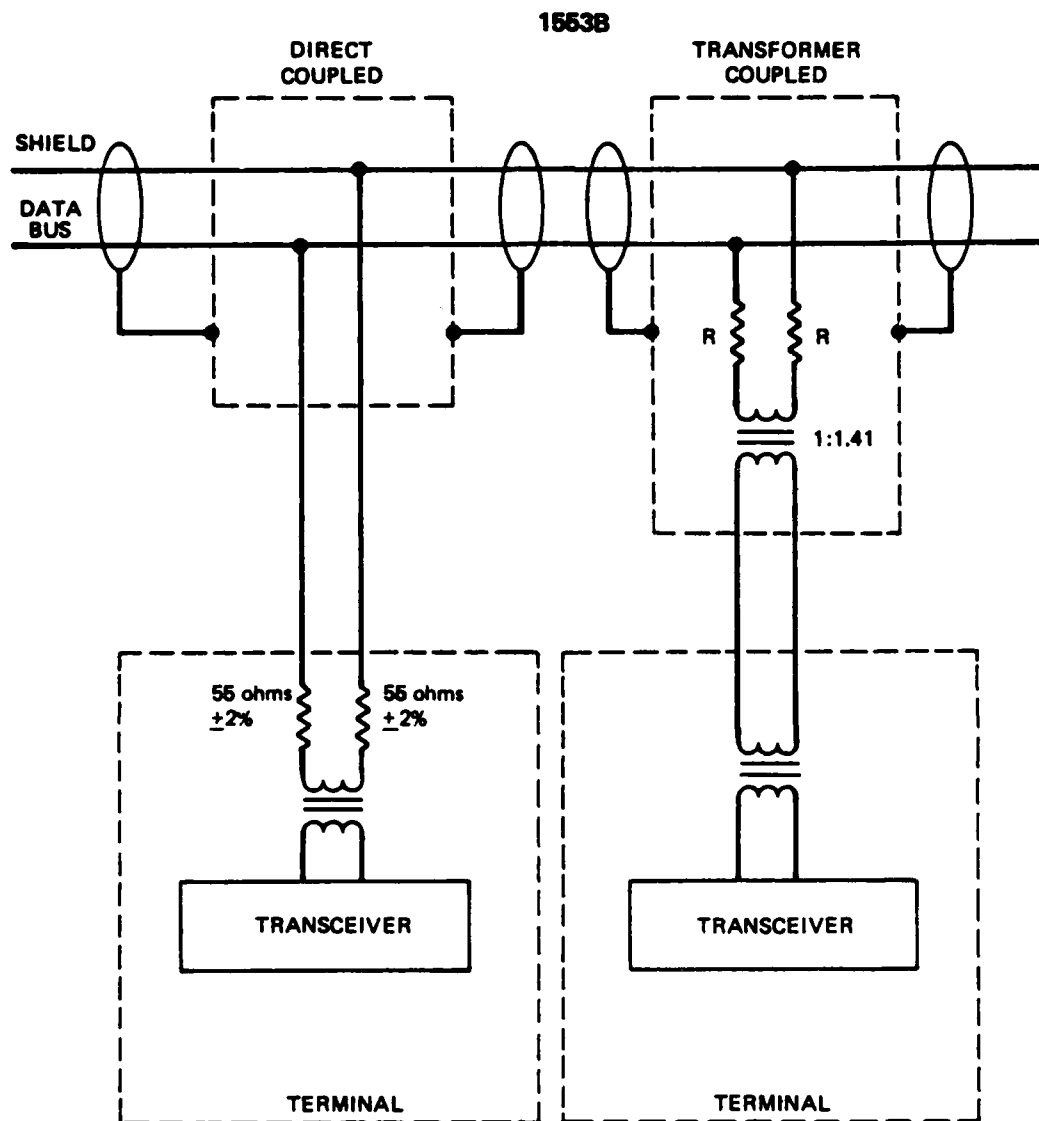 1553B
DIRECT
COUPLED
TRANSFORMER
COUPLED
SHIELD
DATA
BUS
R
R
1:1.41
55 ohms
±2%
55 ohms
±2%
TRANSCEIVER
TRANSCEIVER
TERMINAL
TERMINAL